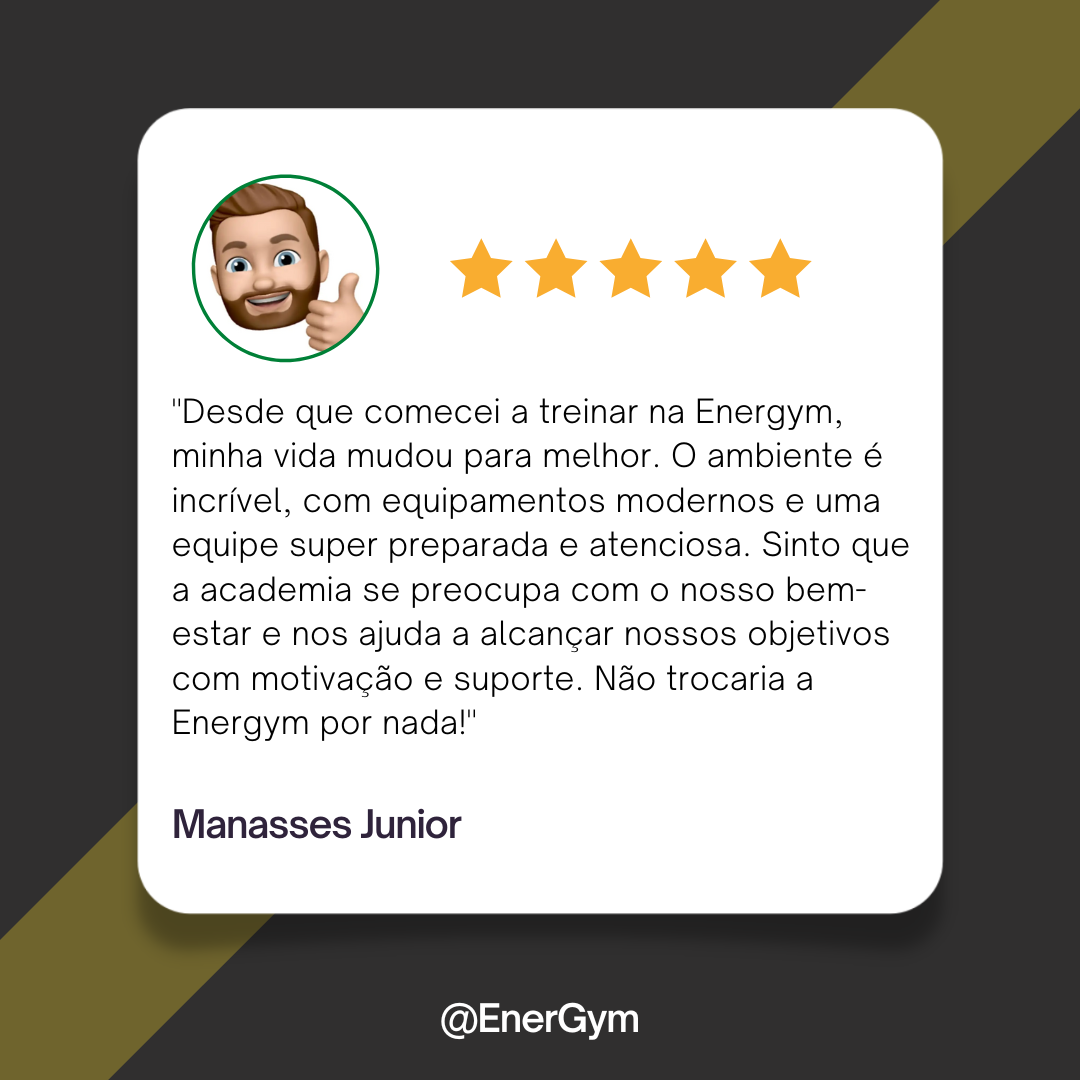 "Desde que comecei a treinar na Energym,
minha vida mudou para melhor. O ambiente é
incrível, com equipamentos modernos e uma
equipe super preparada e atenciosa. Sinto que
a academia se preocupa com o nosso bem-
estar e nos ajuda a alcançar nossos objetivos
com motivação e suporte. Não trocaria a
Energym por nada!"
Manasses Junior
@EnerGym